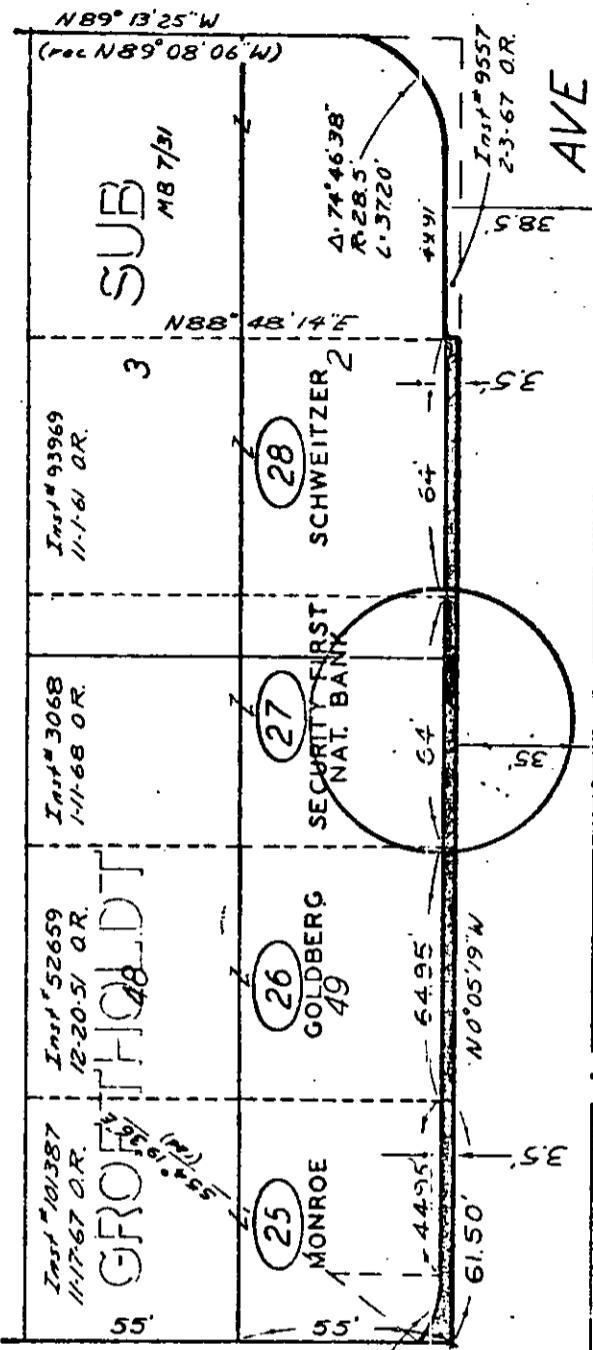 N89° 13' 25" W
(rec N89° 08' 06" W)
SUB
MB 7/31
Δ=74° 46' 38"
R=28.5'
L=37.20'
Inst# 9557
2-3-67 O.R.
AVE
38.5'
N88° 48' 14" E
3
2
3.5'
Inst# 93969
11-1-61 O.R.
28
SCHWEITZER
64'
Inst# 3068
1-11-68 O.R.
27
SECURITY FIRST
NAT. BANK
64'
35'
Inst# 52659
12-20-51 O.R.
48
26
GOLDBERG
49
64.95'
N0° 05' 19" W
Inst# 101387
11-17-67 O.R.
GROFTHOLDT
25
MONROE
44.95'
3.5'
61.50'
55'
55'